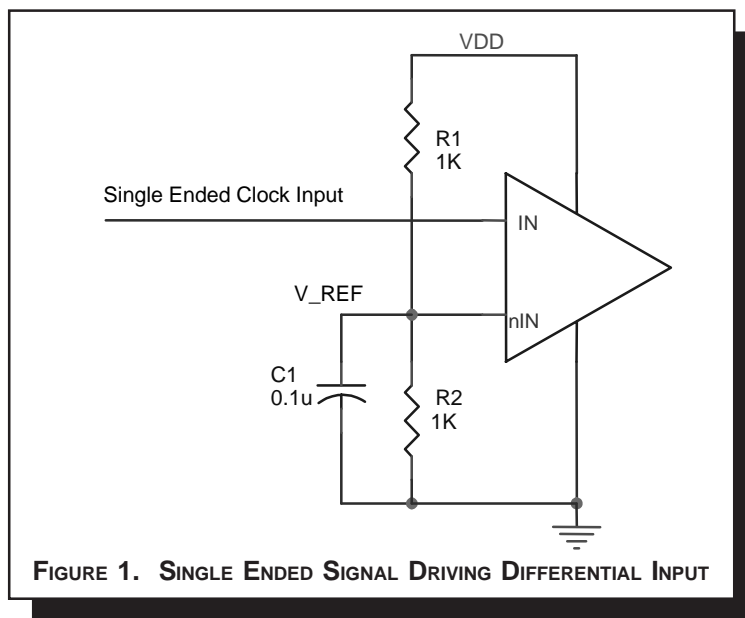 VDD
R1
1K
Single Ended Clock Input
IN
V_REF
nIN
C1
0.1u
R2
1K
FIGURE 1. SINGLE ENDED SIGNAL DRIVING DIFFERENTIAL INPUT